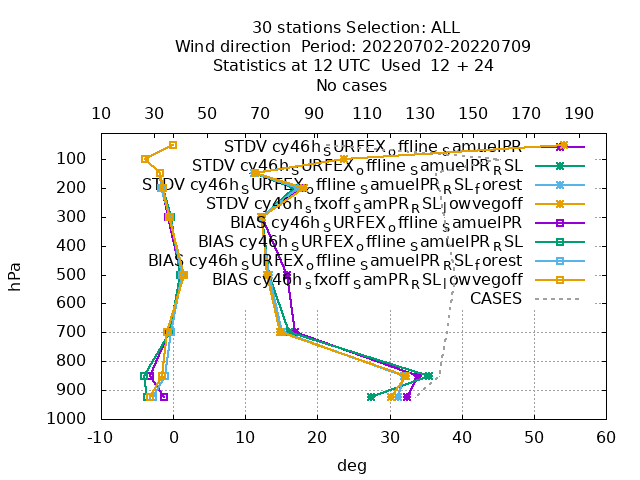 30 stations Selection: ALL
Wind direction  Period: 20220702-20220709
Statistics at 12 UTC  Used  12 + 24
No cases
10 30 50 70 90 110 130 150 170 190
STDV cy46h_SURFEX_offline_SamuelPR
STDV cy46h_SURFEX_offline_SamuelPR_RSL
STDV cy46h_SURFEX_offline_SamuelPR_RSL_forest
STDV cy46h_sfxoff_SamPR_RSL_lowvegoff
BIAS cy46h_SURFEX_offline_SamuelPR
BIAS cy46h_SURFEX_offline_SamuelPR_RSL
BIAS cy46h_SURFEX_offline_SamuelPR_RSL_forest
BIAS cy46h_sfxoff_SamPR_RSL_lowvegoff
CASES
hPa
100
200
300
400
500
600
700
800
900
1000
-10 0 10 20 30 40 50 60
deg